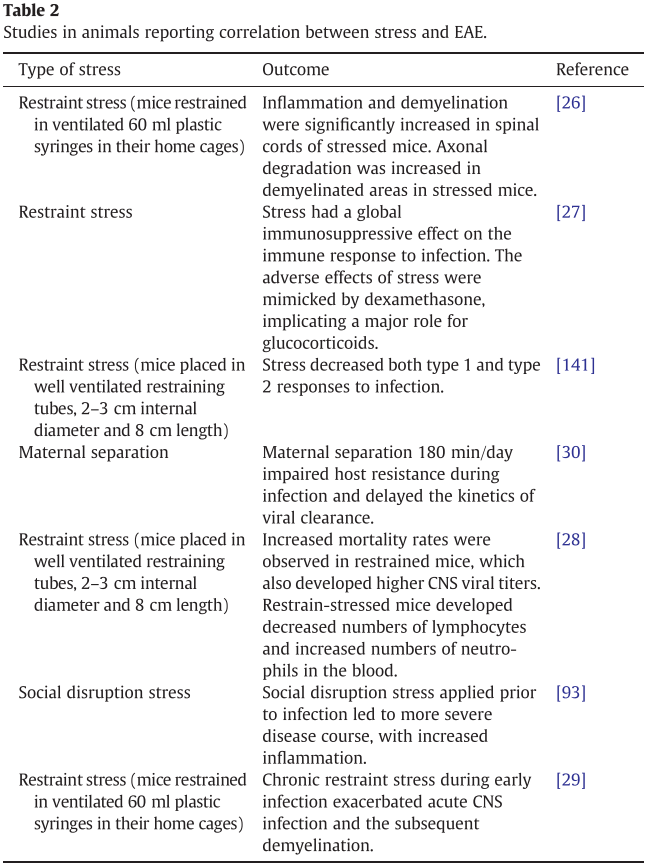 Table 2
Studies in animals reporting correlation between stress and EAE.
Type of stress Outcome Reference
Restraint stress (mice restrained Inflammation and demyelination [26]
in ventilated 60 ml plastic were significantly increased in spinal
syringes in their home cages) cords of stressed mice. Axonal
degradation was increased in
demyelinated areas in stressed mice.
Restraint stress Stress had a global [27]
immunosuppressive effect on the
immune response to infection. The
adverse effects of stress were
mimicked by dexamethasone,
implicating a major role for
glucocorticoids.
Restraint stress (mice placed in Stress decreased both type 1 and type [141]
well ventilated restraining 2 responses to infection.
tubes, 2–3 cm internal
diameter and 8 cm length)
Maternal separation Maternal separation 180 min/day [30]
impaired host resistance during
infection and delayed the kinetics of
viral clearance.
Restraint stress (mice placed in Increased mortality rates were [28]
well ventilated restraining observed in restrained mice, which
tubes, 2–3 cm internal also developed higher CNS viral titers.
diameter and 8 cm length) Restrain-stressed mice developed
decreased numbers of lymphocytes
and increased numbers of neutro-
phils in the blood.
Social disruption stress Social disruption stress applied prior [93]
to infection led to more severe
disease course, with increased
inflammation.
Restraint stress (mice restrained Chronic restraint stress during early [29]
in ventilated 60 ml plastic infection exacerbated acute CNS
syringes in their home cages) infection and the subsequent
demyelination.